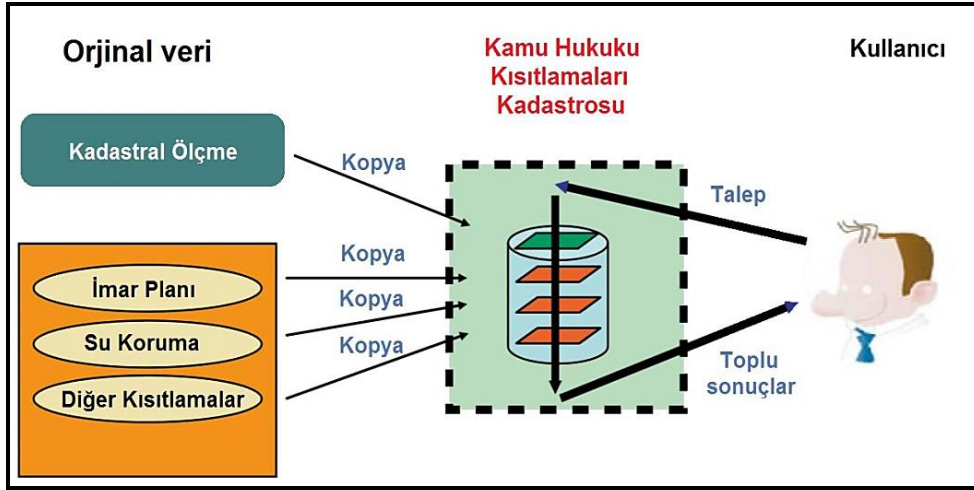 Orjinal veri
Kamu Hukuku
Kısıtlamaları
Kadastrosu
Kullanıcı
Kadastral Ölçme
Kopya
Talep
İmar Planı
Kopya
Su Koruma
Kopya
Diğer Kısıtlamalar
Kopya
Toplu
sonuçlar